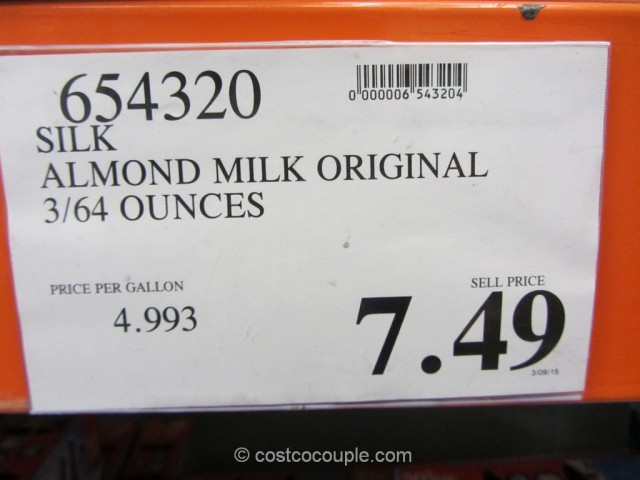 654320
0 000006 543204
SILK
ALMOND MILK ORIGINAL
3/64 OUNCES
PRICE PER GALLON
4.993
SELL PRICE
7.49
3/09/15
© costcocouple.com